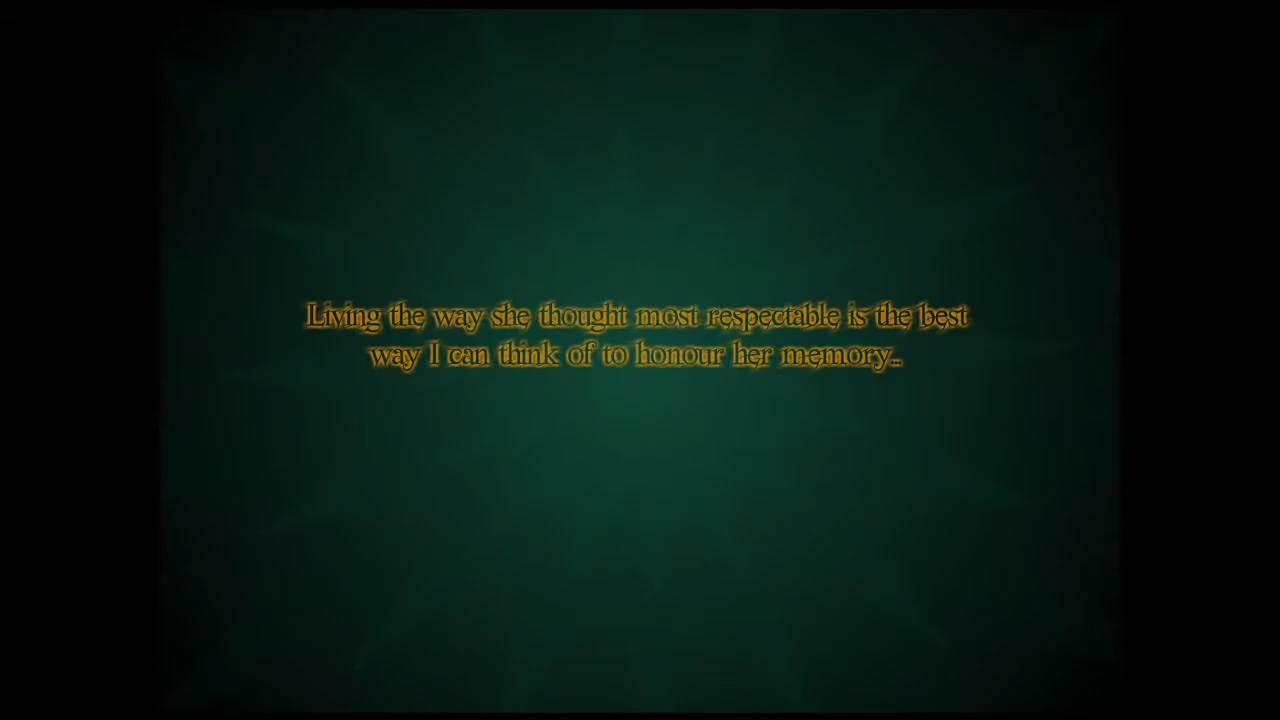 Living the way she thought most respectable is the best
way I can think of to honour her memory..